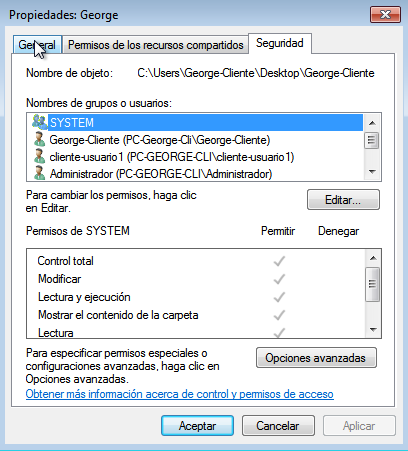 Propiedades: George
General
Permisos de los recursos compartidos
Seguridad
Nombre de objeto: C:\Users\George-Cliente\Desktop\George-Cliente
Nombres de grupos o usuarios:
SYSTEM
George-Cliente (PC-George-Cli\George-Cliente)
cliente-usuario1 (PC-GEORGE-CLI\cliente-usuario1)
Administrador (PC-GEORGE-CLI\Administrador)
Para cambiar los permisos, haga clic
en Editar.
Editar...
Permisos de SYSTEM Permitir Denegar
Control total
Modificar
Lectura y ejecución
Mostrar el contenido de la carpeta
Lectura
Para especificar permisos especiales o
configuraciones avanzadas, haga clic en
Opciones avanzadas.
Opciones avanzadas
Obtener más información acerca de control y permisos de acceso
Aceptar Cancelar Aplicar